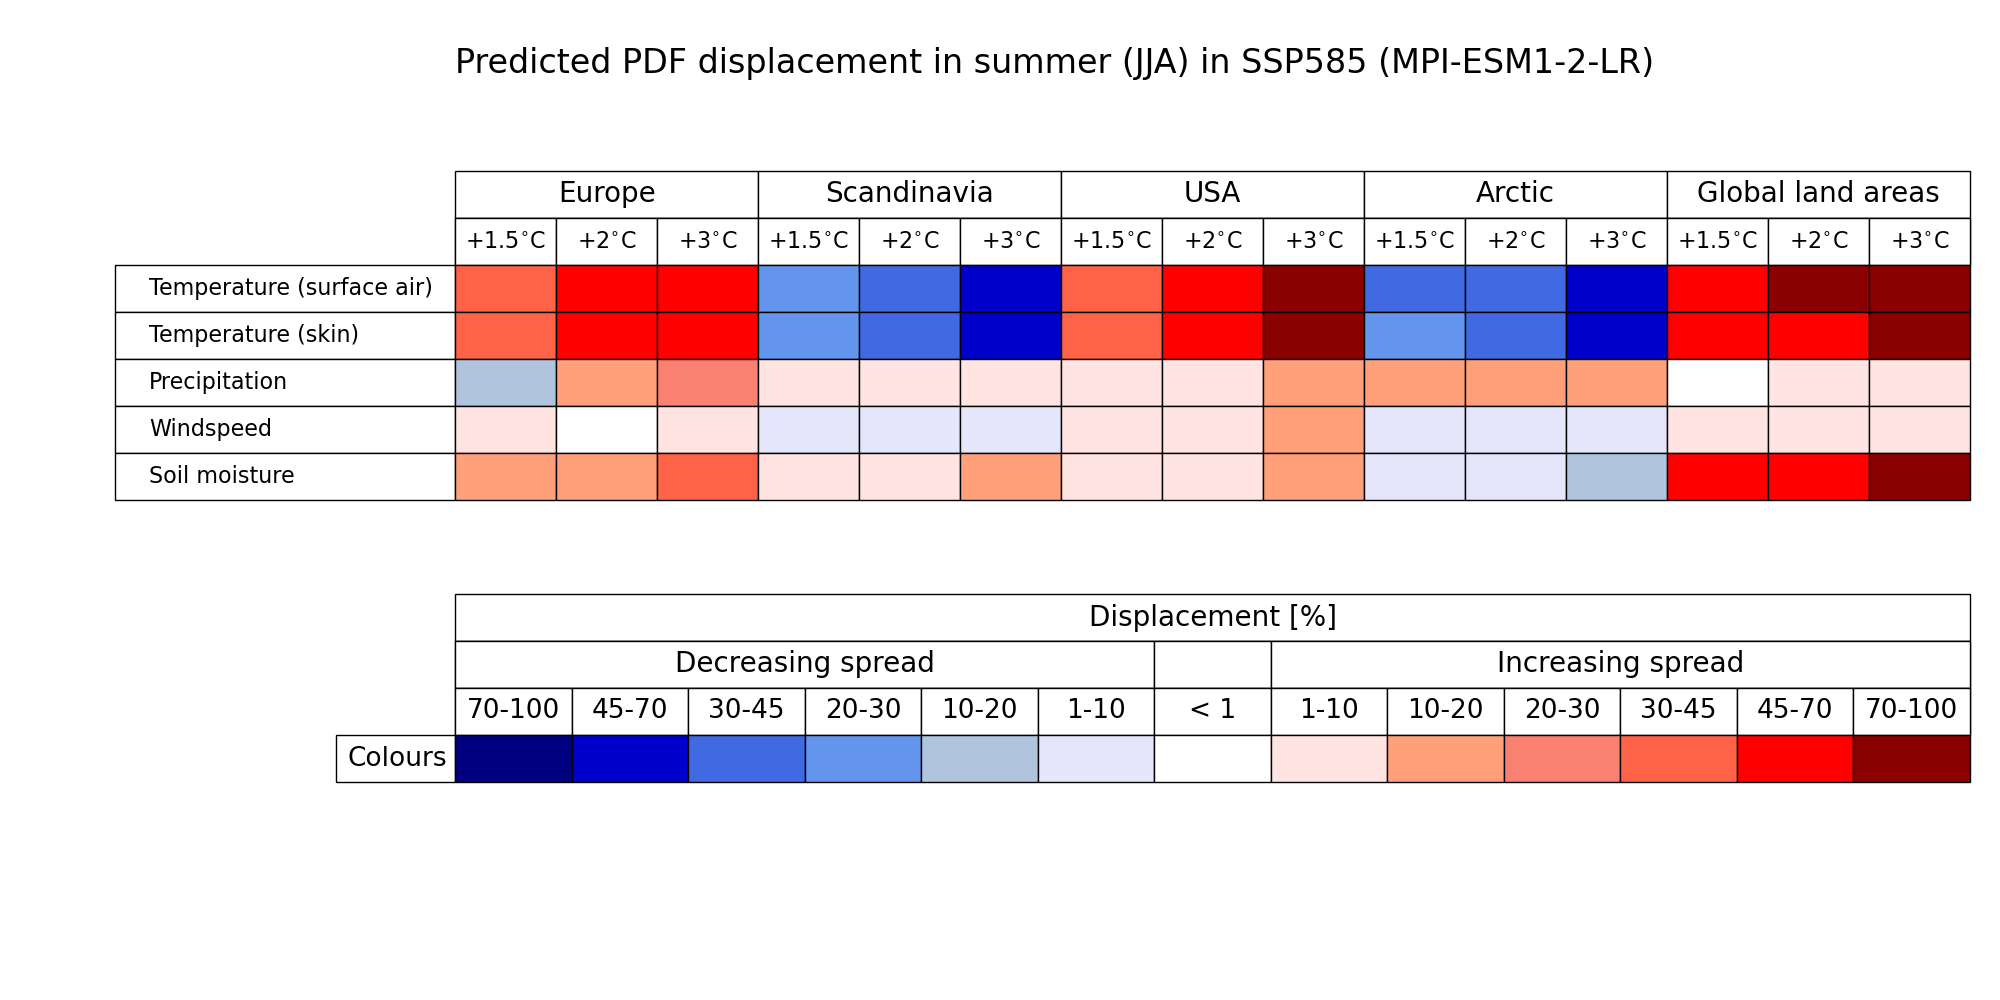 Predicted PDF displacement in summer (JJA) in SSP585 (MPI-ESM1-2-LR)
Europe Scandinavia USA Arctic Global land areas
+1.5°C +2°C +3°C +1.5°C +2°C +3°C +1.5°C +2°C +3°C +1.5°C +2°C +3°C +1.5°C +2°C +3°C
Temperature (surface air)
Temperature (skin)
Precipitation
Windspeed
Soil moisture
Displacement [%]
Decreasing spread Increasing spread
70-100 45-70 30-45 20-30 10-20 1-10 < 1 1-10 10-20 20-30 30-45 45-70 70-100
Colours